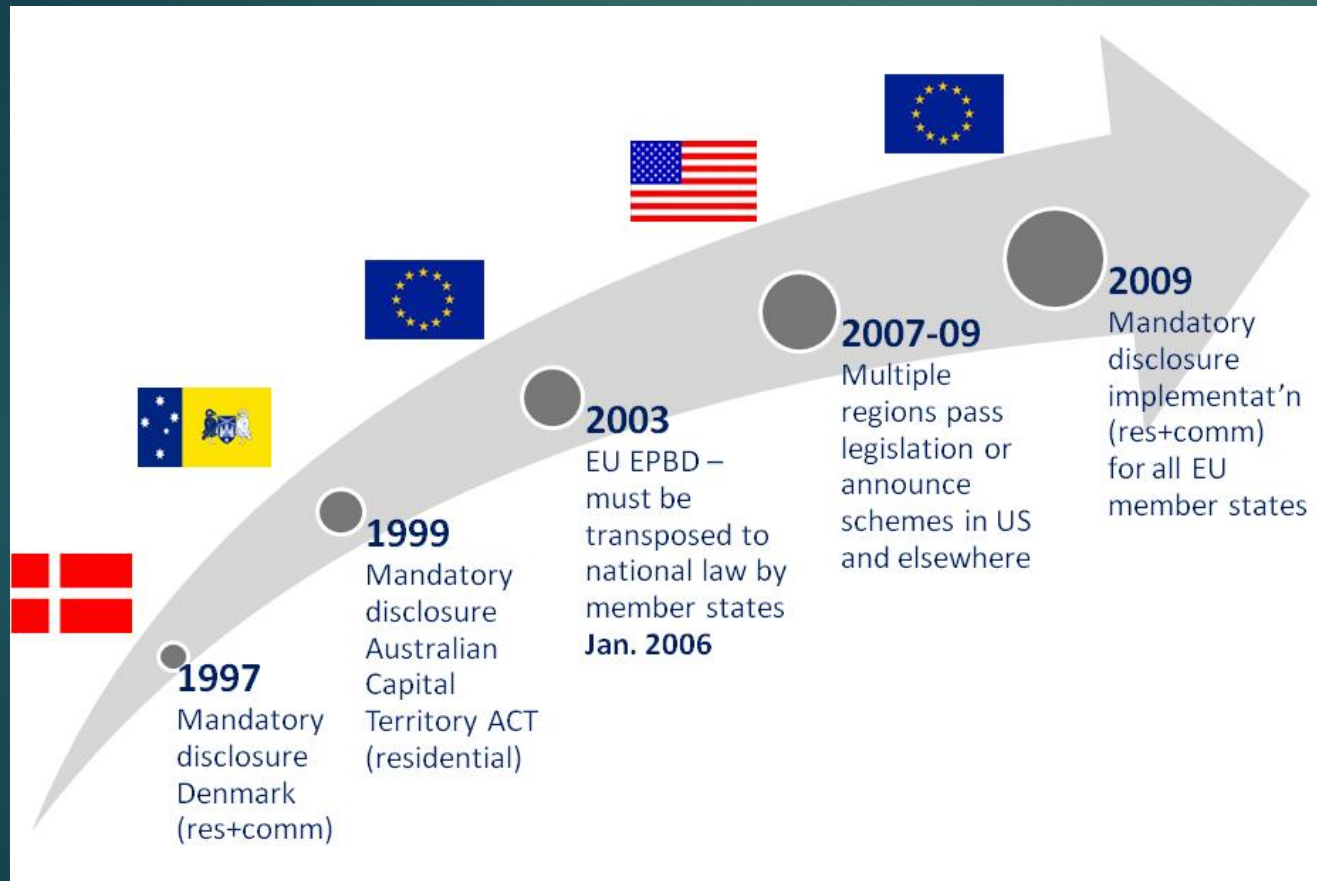 1997
Mandatory
disclosure
Denmark
(res+comm)
1999
Mandatory
disclosure
Australian
Capital
Territory ACT
(residential)
2003
EU EPBD –
must be
transposed to
national law by
member states
Jan. 2006
2007-09
Multiple
regions pass
legislation or
announce
schemes in US
and elsewhere
2009
Mandatory
disclosure
implementat’n
(res+comm)
for all EU
member states